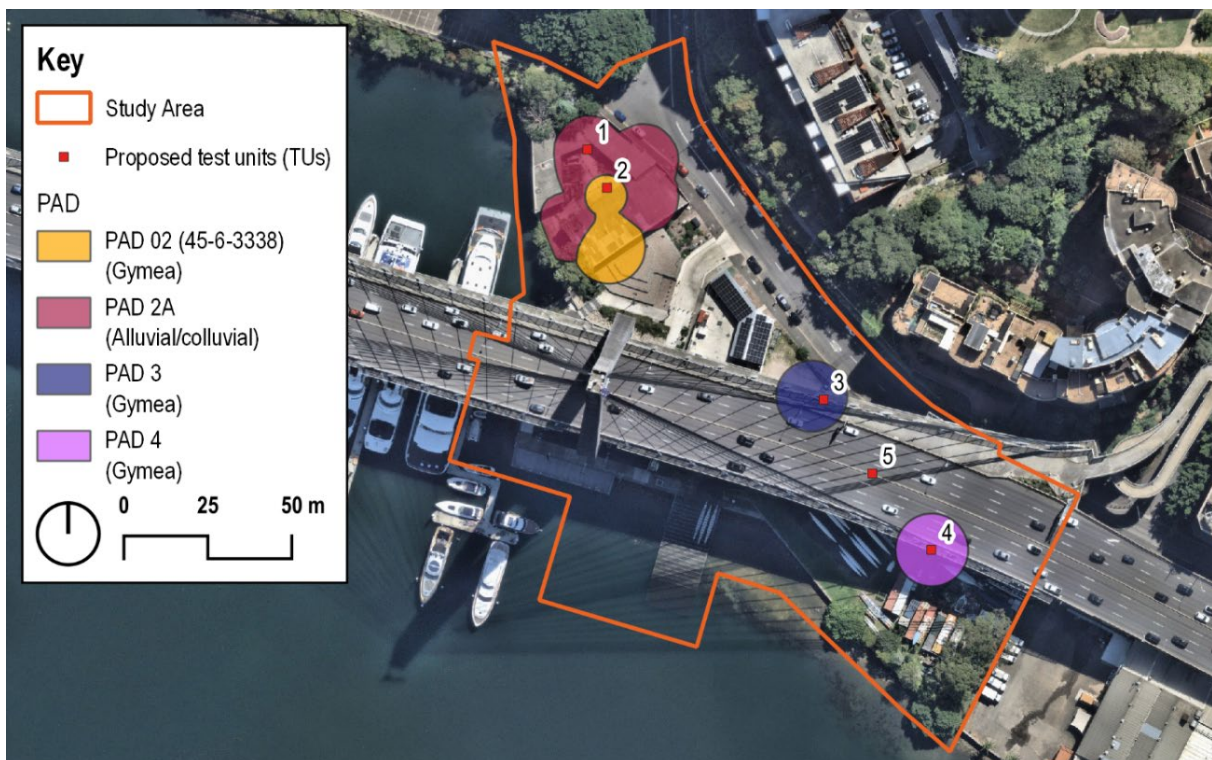 Key
Study Area
Proposed test units (TUs)
PAD
PAD 02 (45-6-3338)
(Gymea)
PAD 2A
(Alluvial/colluvial)
PAD 3
(Gymea)
PAD 4
(Gymea)
0 25 50 m
1
2
3
5
4